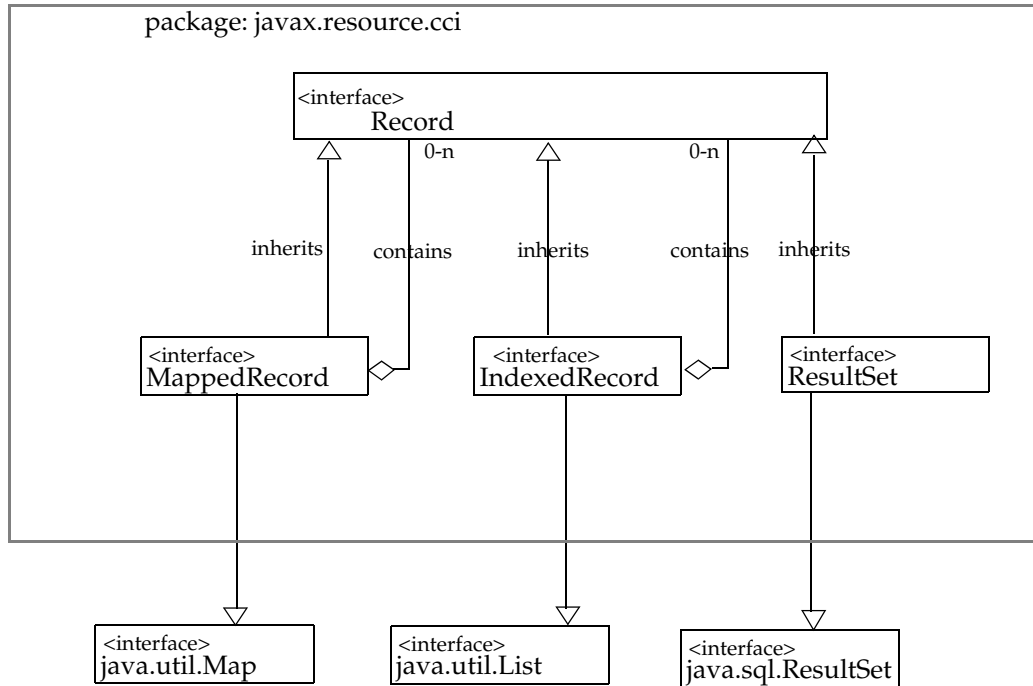 package: javax.resource.cci
<interface>
Record
0-n
0-n
inherits
contains
inherits
contains
inherits
<interface>
MappedRecord
<interface>
IndexedRecord
<interface>
ResultSet
<interface>
java.util.Map
<interface>
java.util.List
<interface>
java.sql.ResultSet